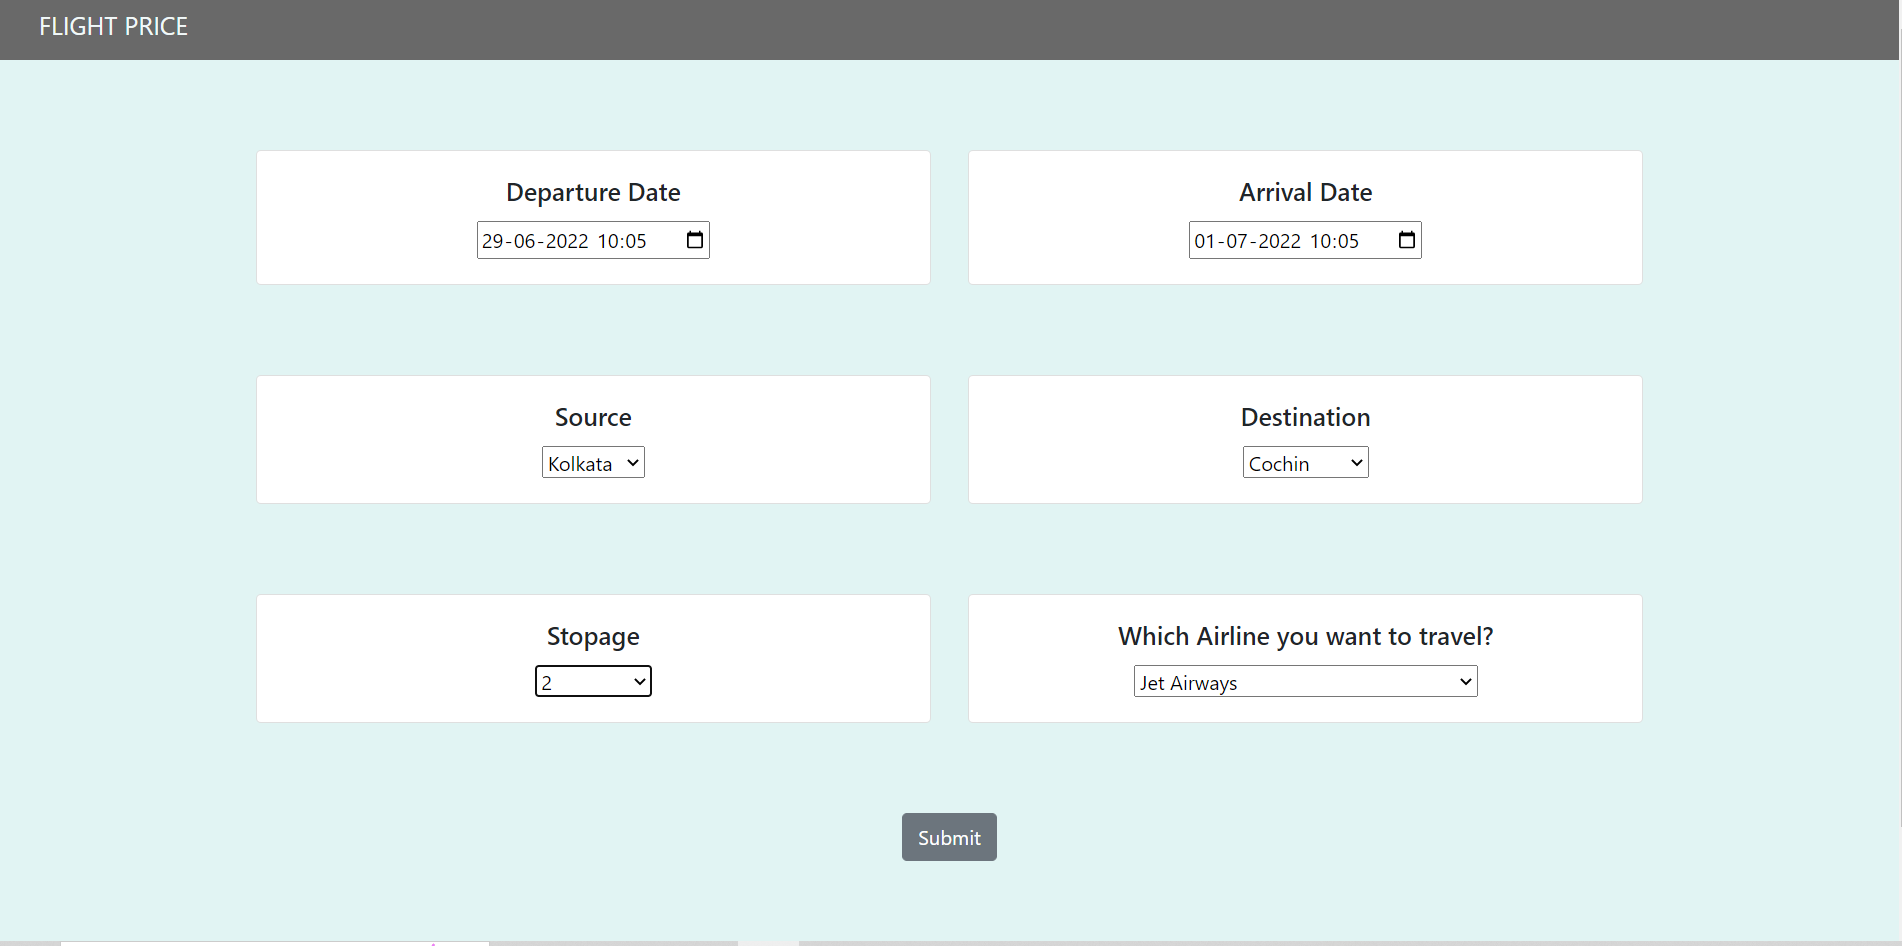 FLIGHT PRICE
Departure Date
29-06-2022 10:05
Arrival Date
01-07-2022 10:05
Source
Kolkata
Destination
Cochin
Stopage
2
Which Airline you want to travel?
Jet Airways
Submit